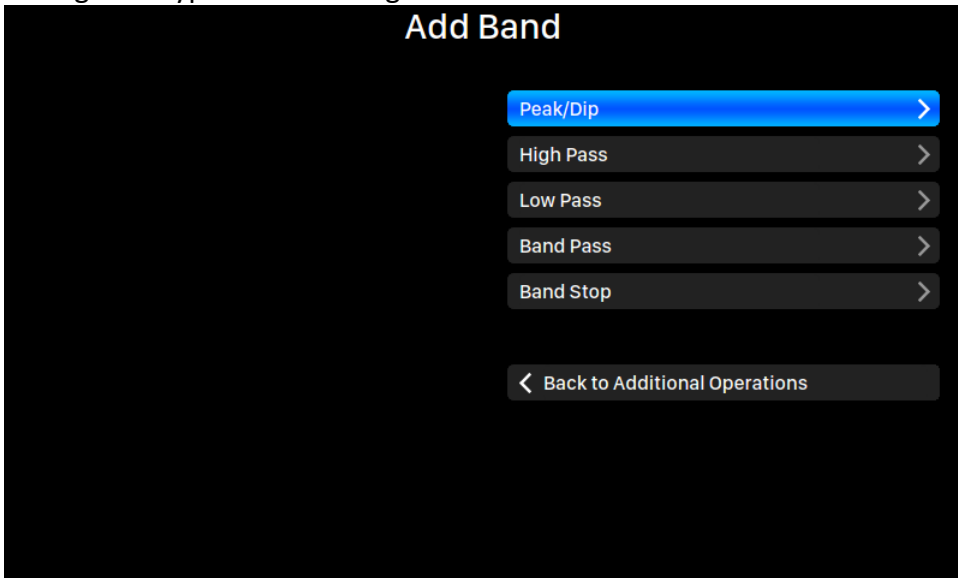 Add Band
Peak/Dip
High Pass
Low Pass
Band Pass
Band Stop
Back to Additional Operations